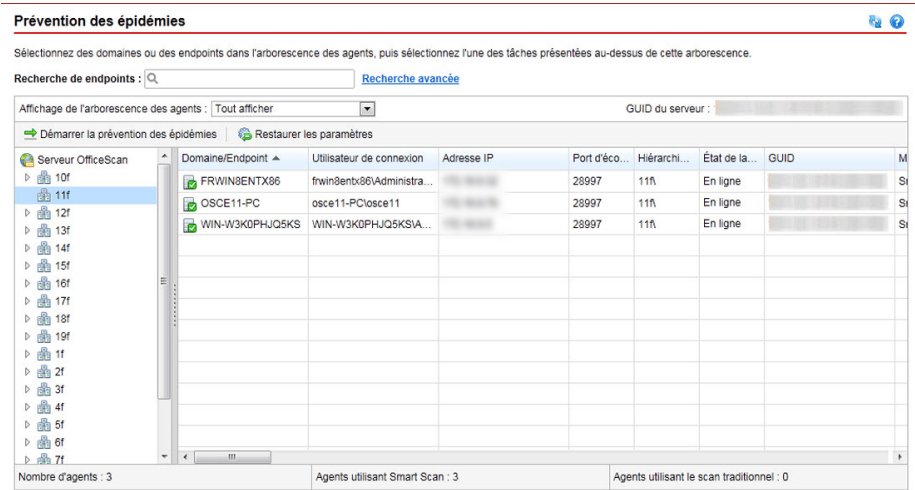 Prévention des épidémies
Sélectionnez des domaines ou des endpoints dans l'arborescence des agents, puis sélectionnez l'une des tâches présentées au-dessus de cette arborescence.
Recherche de endpoints : Recherche avancée
Affichage de l'arborescence des agents : Tout afficher GUID du serveur :
Démarrer la prévention des épidémies Restaurer les paramètres
Serveur OfficeScan
10f
11f
12f
13f
14f
15f
16f
17f
18f
19f
1f
2f
3f
4f
5f
6f
7f
Domaine/Endpoint Utilisateur de connexion Adresse IP Port d'éco... Hiérarchi... État de la... GUID M
FRWIN8ENTX86 frwin8entx86\Administra... 28997 11f\ En ligne
OSCE11-PC osce11-PC\osce11 28997 11f\ En ligne
WIN-W3K0PHJQ5KS WIN-W3K0PHJQ5KS\A... 28997 11f\ En ligne
Nombre d'agents : 3 Agents utilisant Smart Scan : 3 Agents utilisant le scan traditionnel : 0